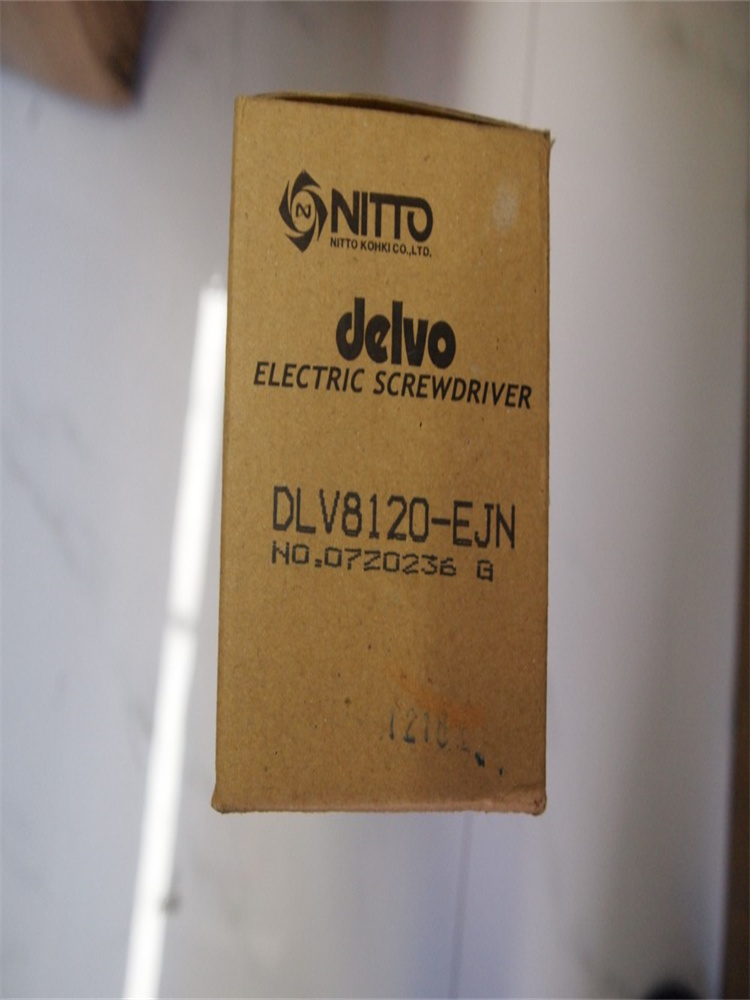 N NITTO
NITTO KOHKI CO.,LTD.
delvo
ELECTRIC SCREWDRIVER
DLV8120-EJN
NO.0720236 G